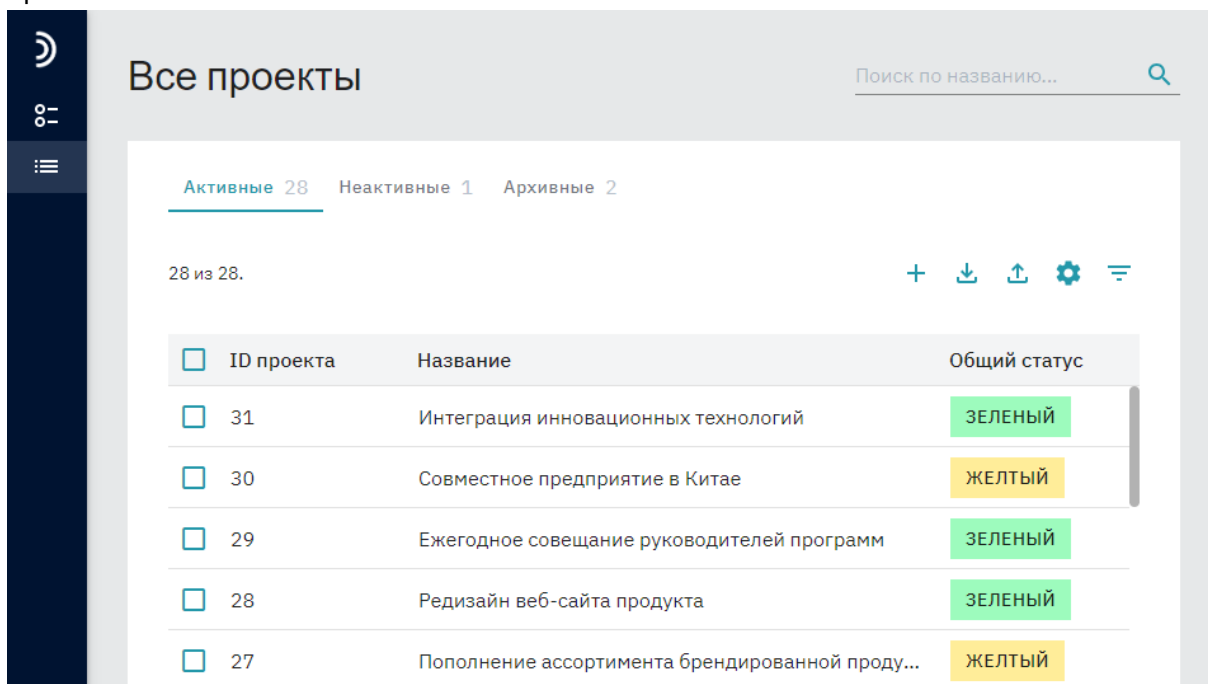 Все проекты
Поиск по названию...
Активные 28 Неактивные 1 Архивные 2
28 из 28.
ID проекта Название Общий статус
31 Интеграция инновационных технологий ЗЕЛЕНЫЙ
30 Совместное предприятие в Китае ЖЕЛТЫЙ
29 Ежегодное совещание руководителей программ ЗЕЛЕНЫЙ
28 Редизайн веб-сайта продукта ЗЕЛЕНЫЙ
27 Пополнение ассортимента брендированной проду... ЖЕЛТЫЙ